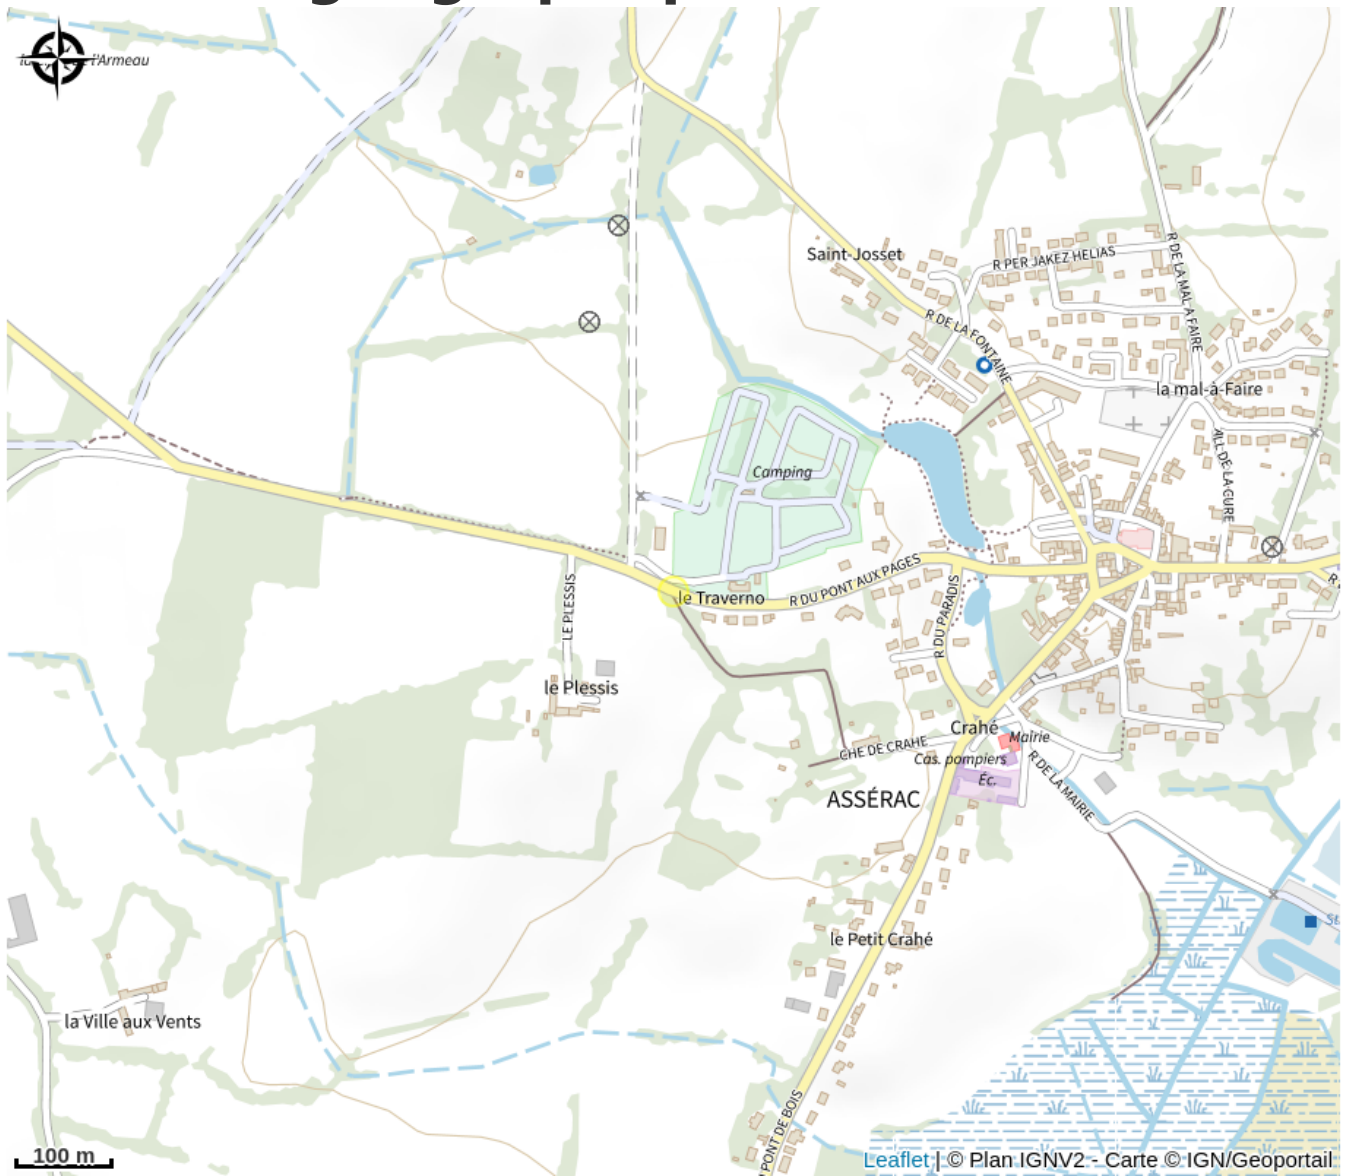 l'Armeau
Saint-Josset
R PER JAKEZ HELIAS
R DE LA MAL A FAIRE
R DE LA FONTAINE
la mal-à-Faire
ALL DE LA CURE
Camping
R DU PONT AUX PAGES
le Traverno
LE PLESSIS
R DU PARADIS
le Plessis
Crahé
Mairie
CHE DE CRAHE
Cas. pompiers
Éc.
R DE LA MAIRIE
ASSÉRAC
le Petit Crahé
la Ville aux Vents
PONT DE BOIS
100 m
Leaflet | © Plan IGNV2 - Carte © IGN/Geoportail